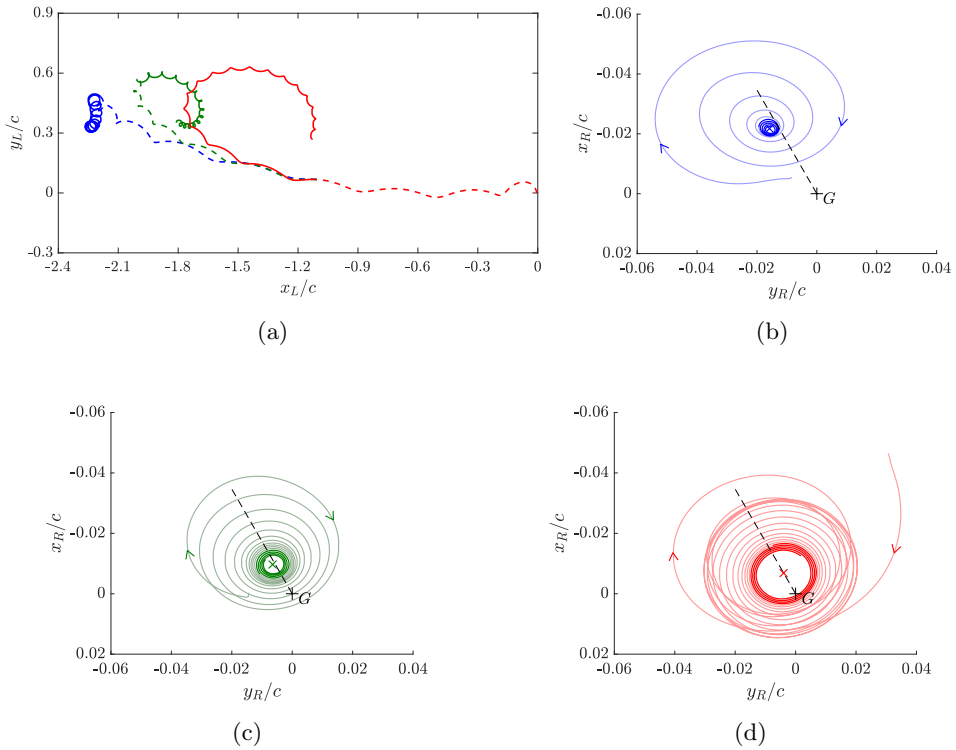 0.9
0.6
0.3
0
-0.3
y_L/c
-2.4 -2.1 -1.8 -1.5 -1.2 -0.9 -0.6 -0.3 0
x_L/c
(a)
-0.06
-0.04
-0.02
0
0.02
x_R/c
G
-0.06 -0.04 -0.02 0 0.02 0.04
y_R/c
(b)
-0.06
-0.04
-0.02
0
0.02
x_R/c
G
-0.06 -0.04 -0.02 0 0.02 0.04
y_R/c
(c)
-0.06
-0.04
-0.02
0
0.02
x_R/c
G
-0.06 -0.04 -0.02 0 0.02 0.04
y_R/c
(d)